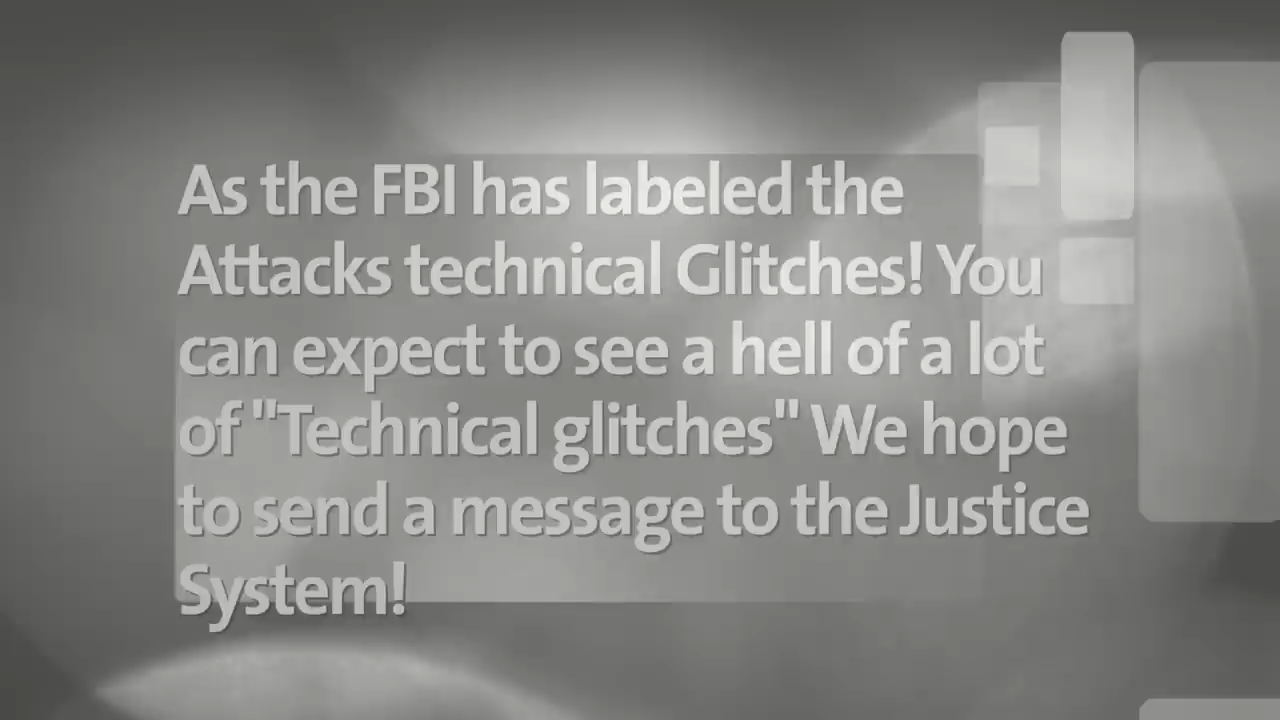 As the FBI has labeled the
Attacks technical Glitches! You
can expect to see a hell of a lot
of "Technical glitches" We hope
to send a message to the Justice
System!